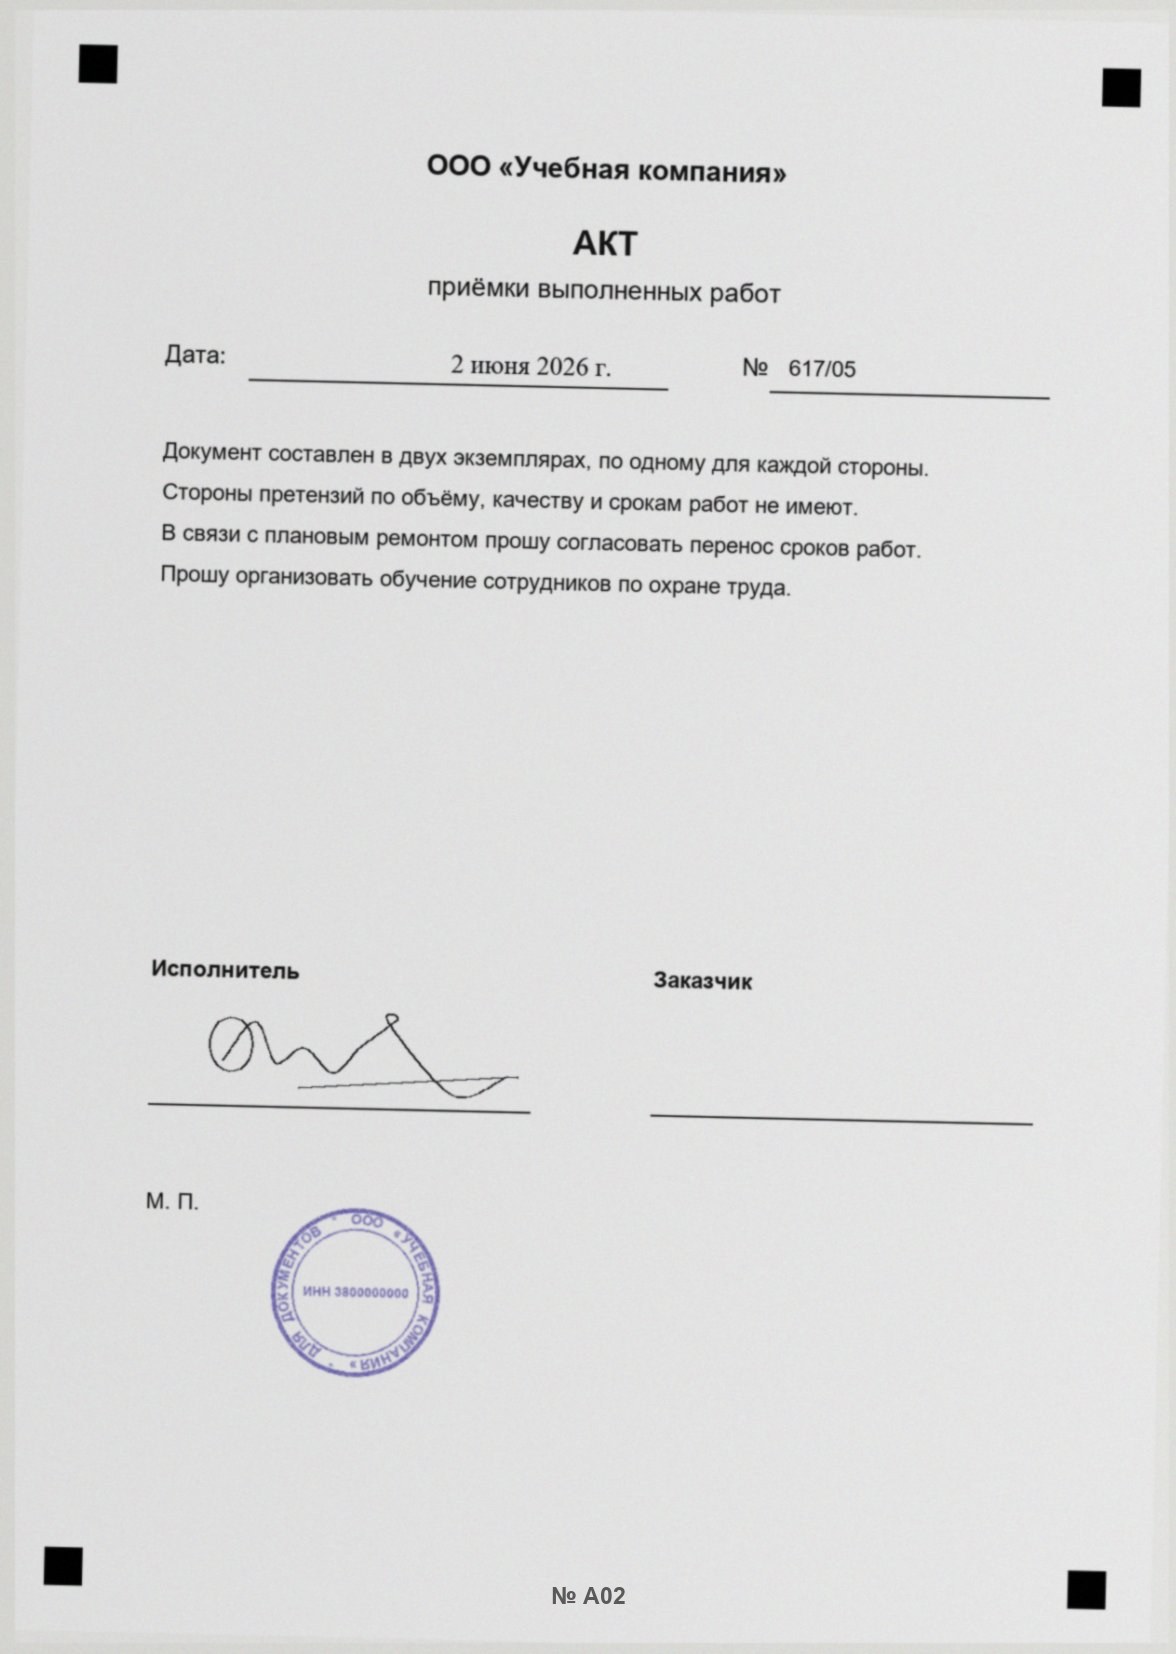 ООО «Учебная компания»
АКТ
приёмки выполненных работ
Дата: 2 июня 2026 г. № 617/05
Документ составлен в двух экземплярах, по одному для каждой стороны.
Стороны претензий по объёму, качеству и срокам работ не имеют.
В связи с плановым ремонтом прошу согласовать перенос сроков работ.
Прошу организовать обучение сотрудников по охране труда.
Исполнитель Заказчик
М. П.
ООО «УЧЕБНАЯ КОМПАНИЯ» * ДЛЯ ДОКУМЕНТОВ *
ИНН 3800000000
№ А02